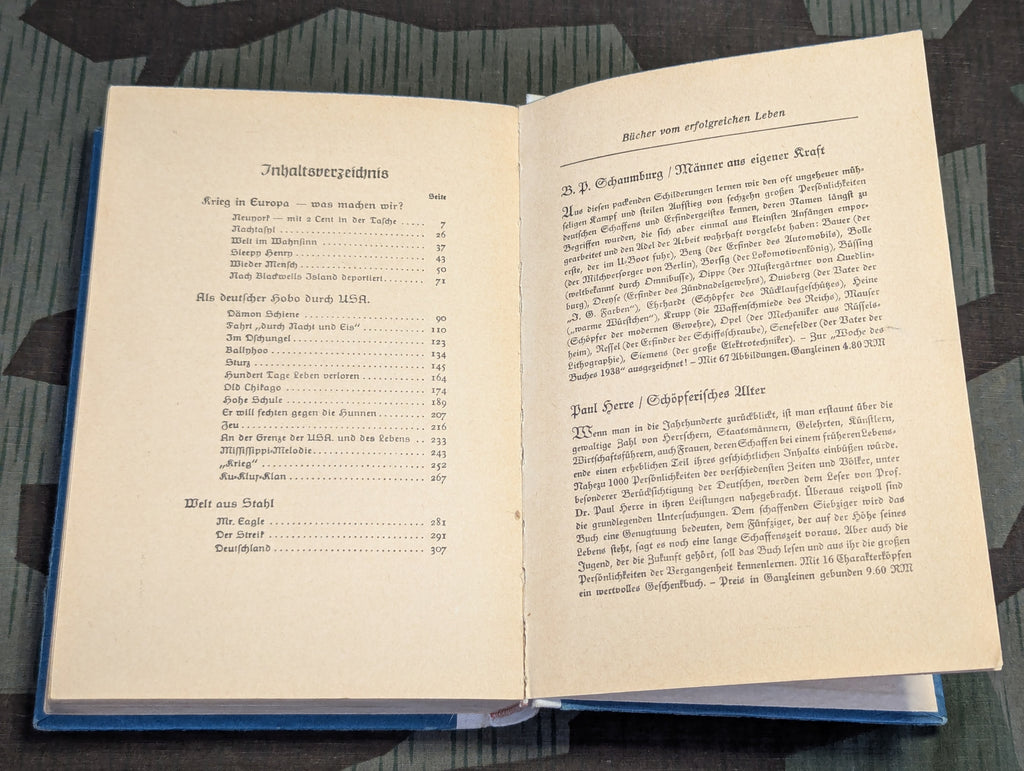 Inhaltsverzeichnis
Seite
Krieg in Europa — was machen wir?
Neuyork — mit 2 Cent in der Tasche ..... 7
Nachtasyl ..... 26
Welt im Wahnsinn ..... 37
Sleepy Henry ..... 43
Wieder Mensch ..... 50
Nach Blackwells Island deportiert ..... 71
Als deutscher Hobo durch USA.
Dämon Schiene ..... 90
Fahrt „durch Nacht und Eis“ ..... 110
Im Dschungel ..... 123
Ballyhoo ..... 134
Sturz ..... 145
Hundert Tage Leben verloren ..... 164
Old Chikago ..... 174
Hohe Schule ..... 189
Er will fechten gegen die Hunnen ..... 207
Jeu ..... 216
An der Grenze der USA. und des Lebens .. 233
Mississippi-Melodie ..... 243
„Krieg“ ..... 252
Ku-Klux-Klan ..... 267
Welt aus Stahl
Mr. Eagle ..... 281
Der Streik ..... 291
Deutschland ..... 307
Bücher vom erfolgreichen Leben
B. P. Schaumburg / Männer aus eigener Kraft
Aus diesen packenden Schilderungen lernen wir den oft ungeheuer müh-
seligen Kampf und steilen Aufstieg von sechzehn großen Persönlichkeiten
deutschen Schaffens und Erfindergeistes kennen, deren Namen längst zu
Begriffen wurden, die sich aber einmal aus kleinsten Anfängen empor-
gearbeitet und den Adel der Arbeit wahrhaft vorgelebt haben: Bauer (der
erste, der im U-Boot fuhr), Benz (der Erfinder des Automobils), Bolle
(der Milchversorger von Berlin), Borsig (der Lokomotivenkönig), Büssing
(weltbekannt durch Omnibusse), Dippe (der Mustergärtner von Quedlin-
burg), Dreyse (Erfinder des Zündnadelgewehrs), Duisberg (der Vater der
„I. G. Farben“), Ehrhardt (Schöpfer des Rücklaufgeschützes), Heine
(„warme Würstchen“), Krupp (die Waffenschmiede des Reichs), Mauser
(Schöpfer der modernen Gewehre), Opel (der Mechaniker aus Rüssels-
heim), Ressel (der Erfinder der Schiffsschraube), Senefelder (der Vater der
Lithographie), Siemens (der große Elektrotechniker). – Zur „Woche des
Buches 1938“ ausgezeichnet! – Mit 67 Abbildungen. Ganzleinen 4.80 RM
Paul Herre / Schöpferisches Alter
Wenn man in die Jahrhunderte zurückblickt, ist man erstaunt über die
gewaltige Zahl von Herrschern, Staatsmännern, Gelehrten, Künstlern,
Wirtschaftsführern, auch Frauen, deren Schaffen bei einem früheren Lebens-
ende einen erheblichen Teil ihres geschichtlichen Inhalts einbüßen würde.
Nahezu 1000 Persönlichkeiten der verschiedensten Zeiten und Völker, unter
besonderer Berücksichtigung der Deutschen, werden dem Leser von Prof.
Dr. Paul Herre in ihren Leistungen nahegebracht. Überaus reizvoll sind
die grundlegenden Untersuchungen. Dem schaffenden Siebziger wird das
Buch eine Genugtuung bedeuten, dem Fünfziger, der auf der Höhe seines
Lebens steht, sagt es noch eine lange Schaffenszeit voraus. Aber auch die
Jugend, der die Zukunft gehört, soll das Buch lesen und aus ihr die großen
Persönlichkeiten der Vergangenheit kennenlernen. Mit 16 Charakterköpfen
ein wertvolles Geschenkbuch. – Preis in Ganzleinen gebunden 9.60 RM